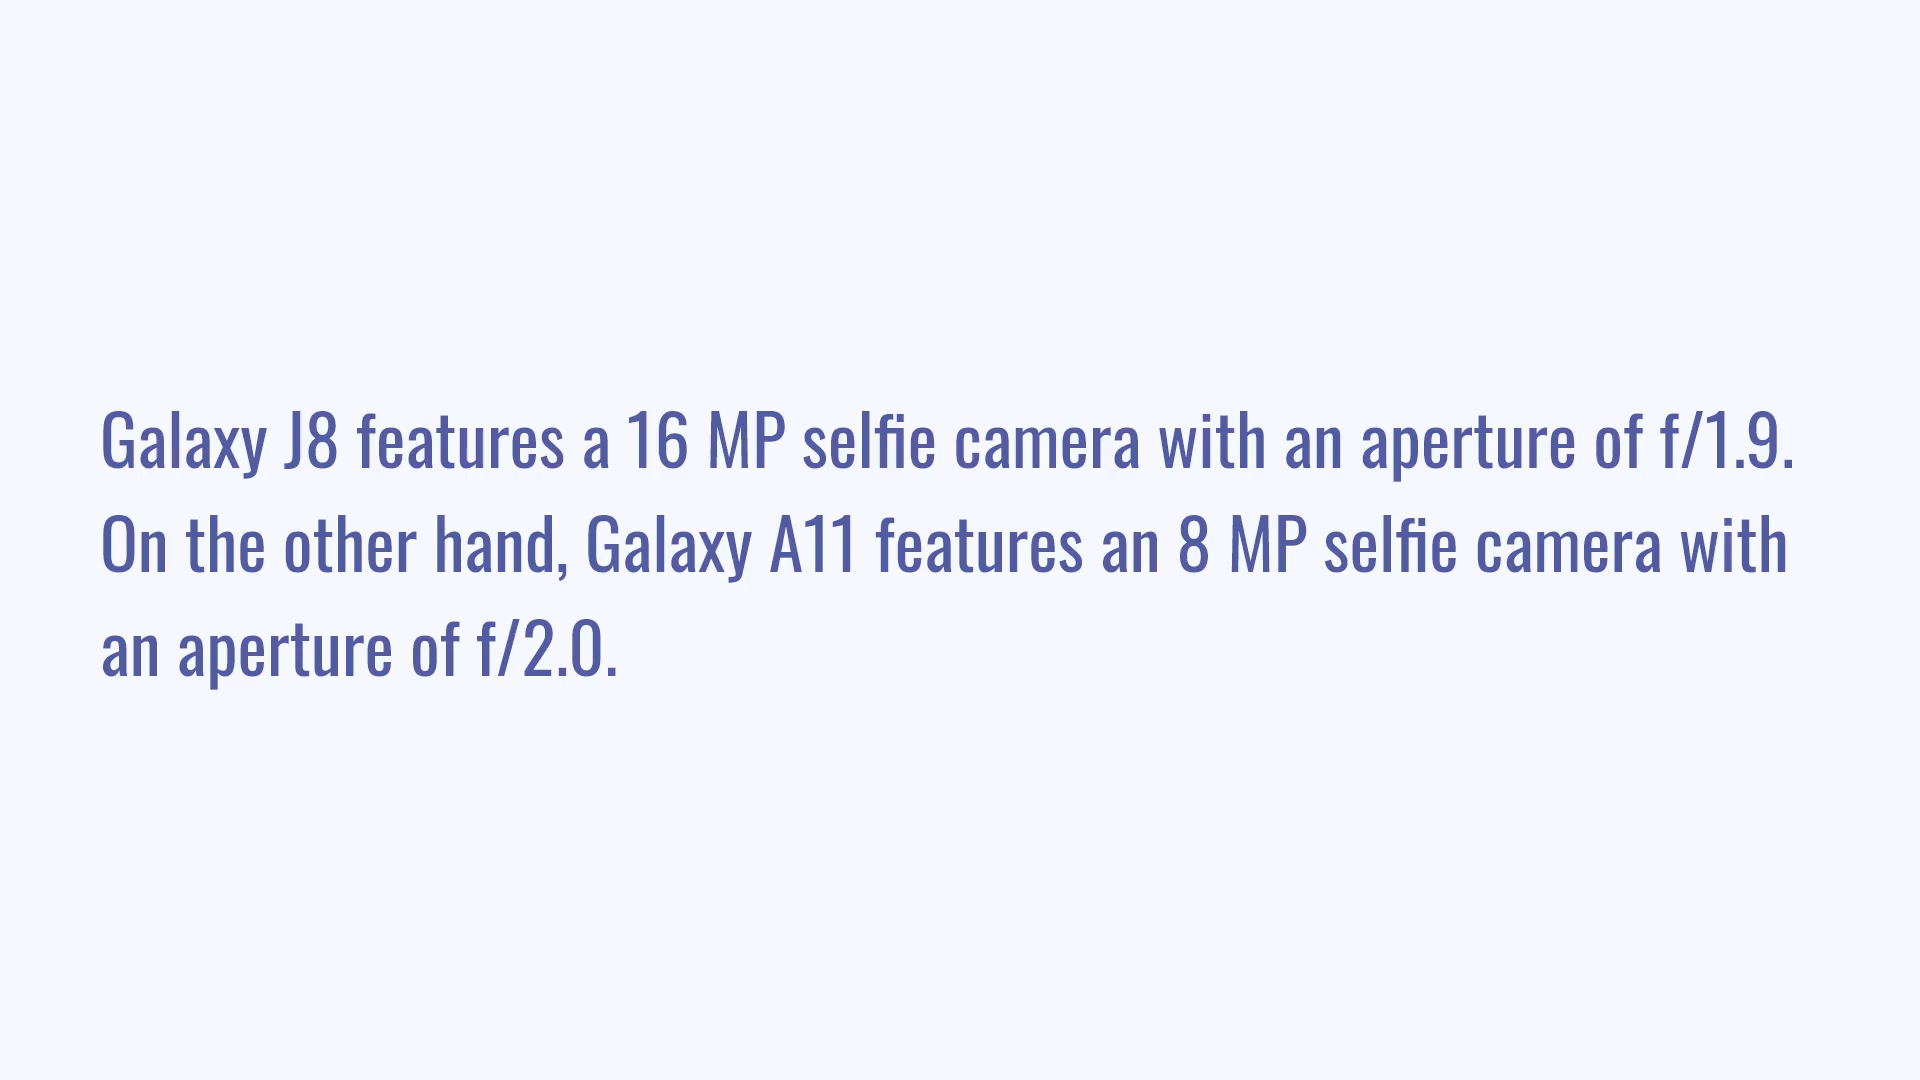 Galaxy J8 features a 16 MP selfie camera with an aperture of f/1.9.
On the other hand, Galaxy A11 features an 8 MP selfie camera with
an aperture of f/2.0.